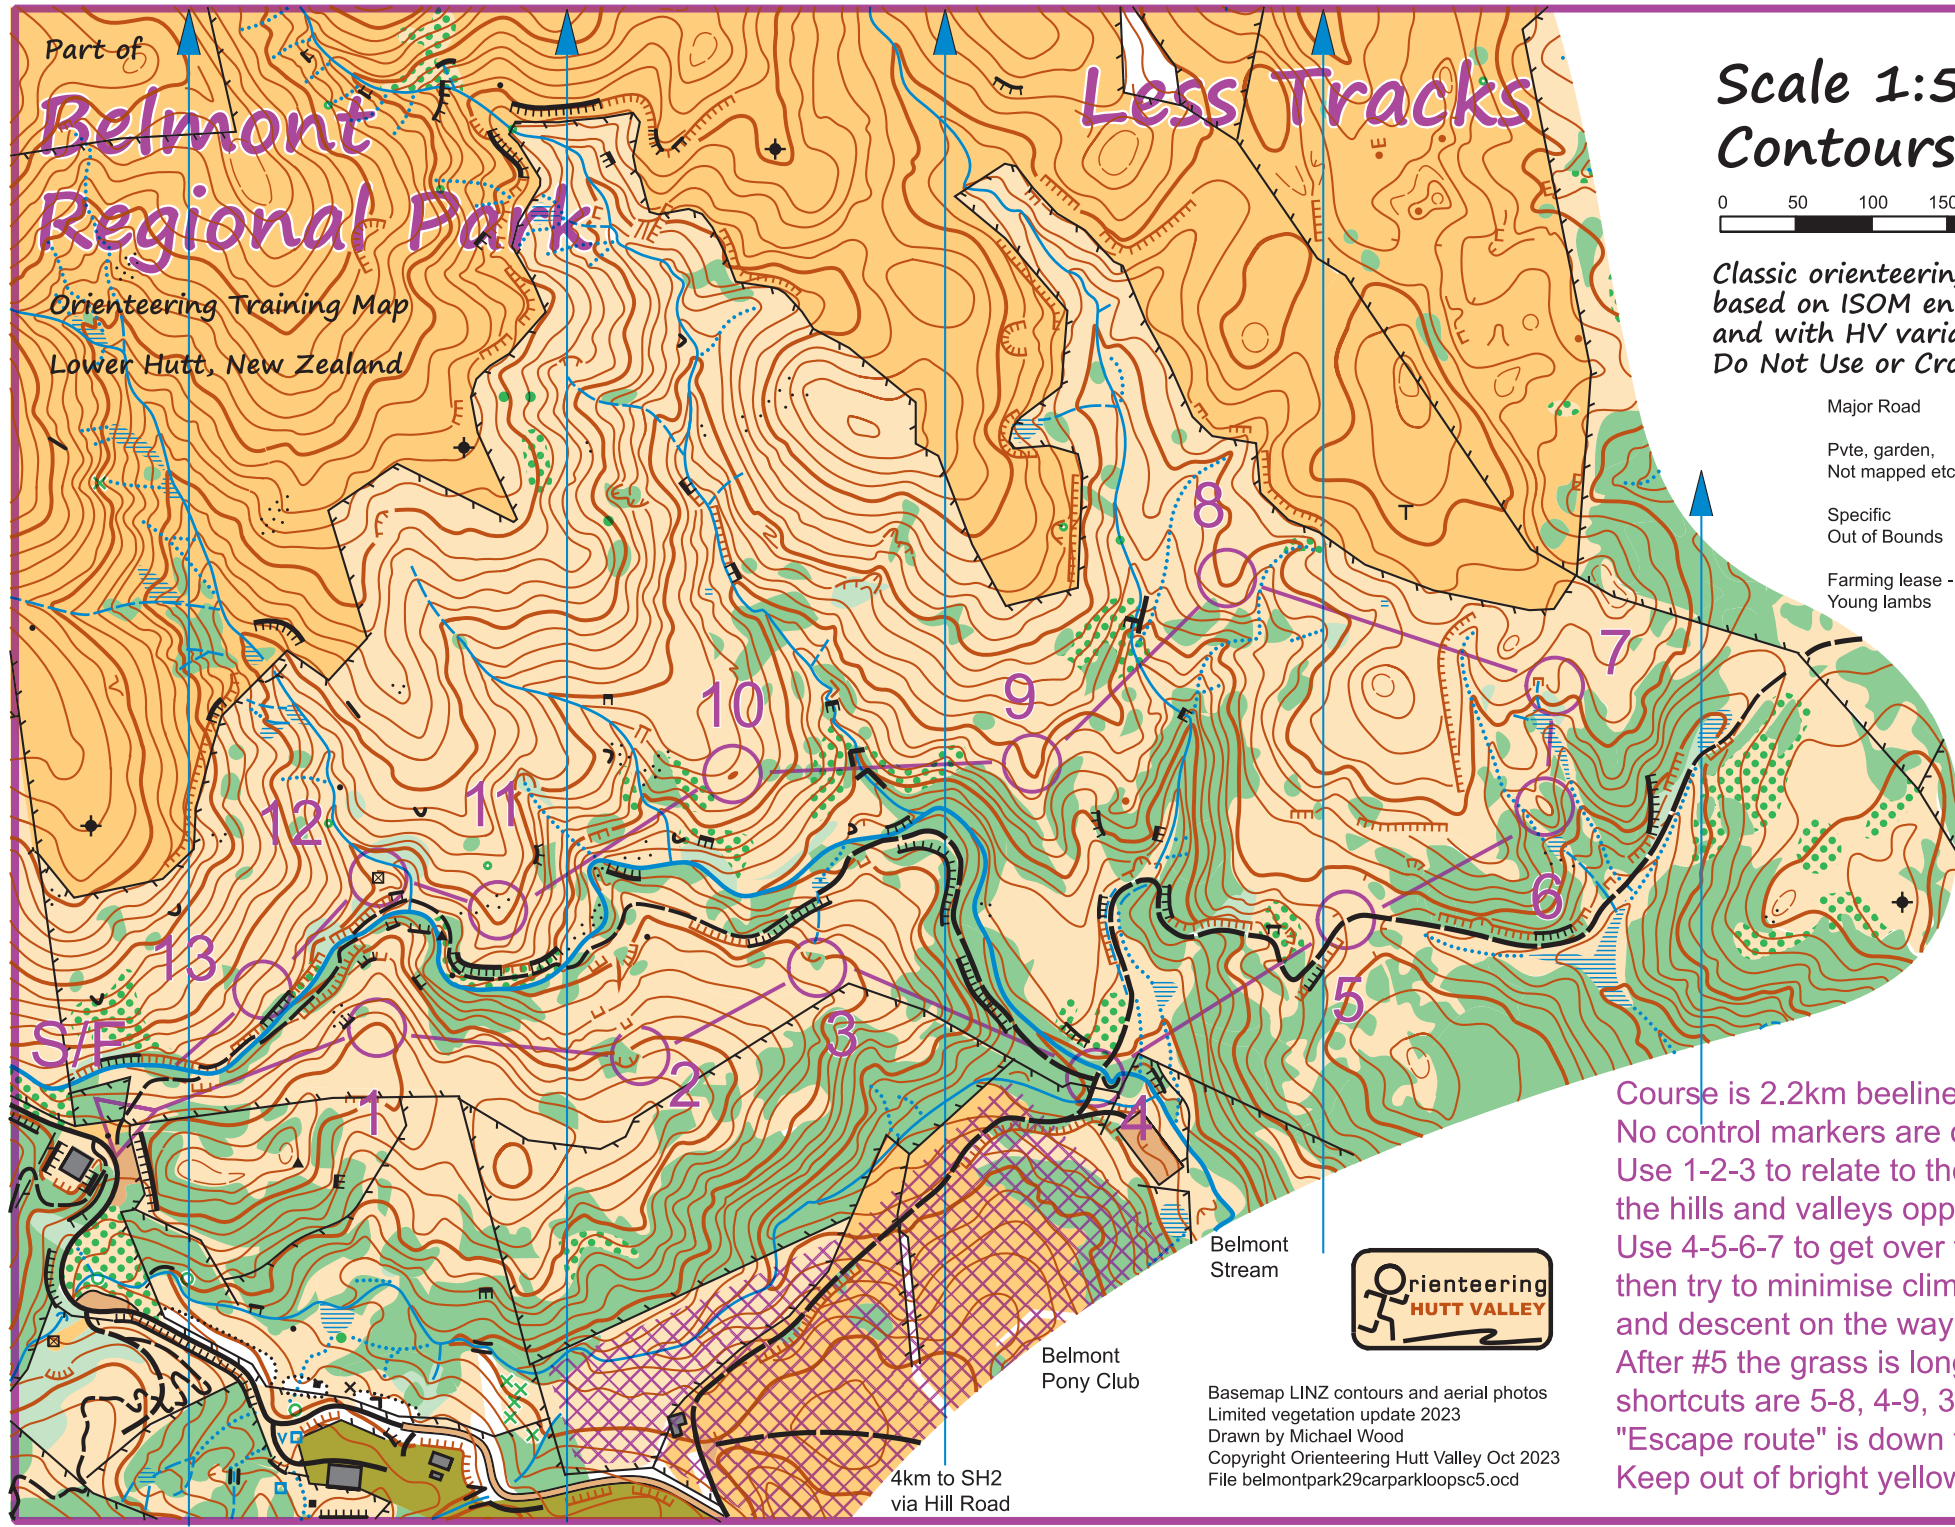 Part of
Belmont
Regional Park
Orienteering Training Map
Lower Hutt, New Zealand
Less Tracks
Scale 1:5
Contours
0 50 100 150
Classic orienteering
based on ISOM
and with HV
Do Not Use or
Major Road
Pvte, garden,
Not mapped etc
Specific
Out of Bounds
Farming lease -
Young lambs
8
7
10
9
11
12
6
13
5
S/F
3
2
1
4
Course is 2.2km beeline
No control markers are
Use 1-2-3 to relate to the
the hills and valleys
Use 4-5-6-7 to get over
then try to minimise
and descent on the way
After #5 the grass is
shortcuts are 5-8, 4-9, 3
"Escape route" is down
Keep out of bright yellow
Belmont
Stream
Orienteering
HUTT VALLEY
Belmont
Pony Club
Basemap LINZ contours and aerial photos
Limited vegetation update 2023
Drawn by Michael Wood
Copyright Orienteering Hutt Valley Oct 2023
File belmontpark29carparkloopsc5.ocd
4km to SH2
via Hill Road